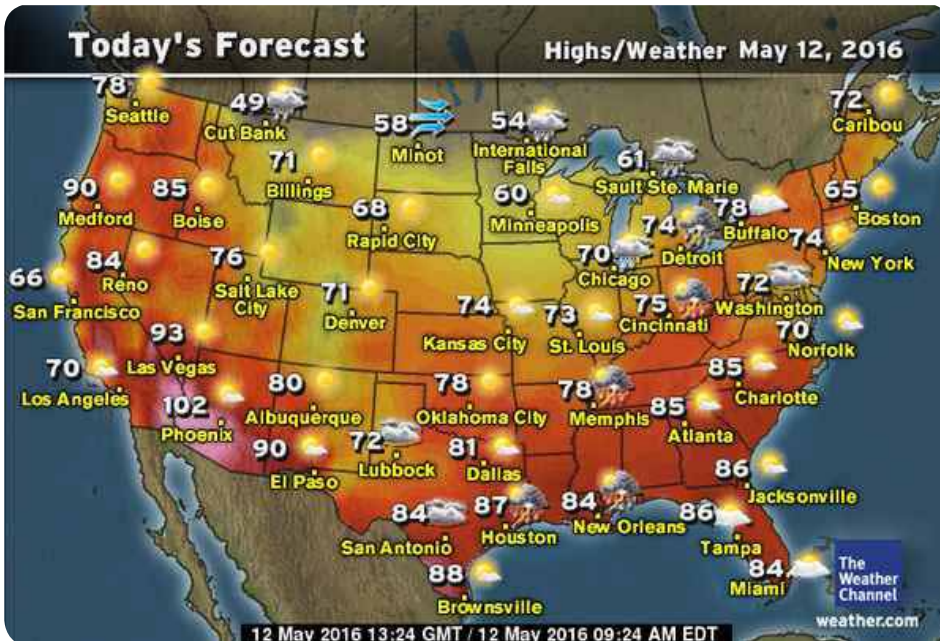 Today's Forecast
Highs/Weather May 12, 2016
78
Seattle
49
Cut Bank
58
Minot
54
International
Falls
72
Caribou
71
Billings
61
Sault Ste. Marie
90
Medford
85
Boise
68
Rapid City
60
Minneapolis
74
Detroit
78
Buffalo
65
Boston
74
New York
66
San Francisco
84
Reno
76
Salt Lake
City
71
Denver
74
Kansas City
73
St. Louis
70
Chicago
75
Cincinnati
72
Washington
70
Norfolk
93
Las Vegas
70
Los Angeles
102
Phoenix
80
Albuquerque
78
Oklahoma City
78
Memphis
85
Charlotte
85
Atlanta
90
El Paso
72
Lubbock
81
Dallas
86
Jacksonville
84
San Antonio
87
Houston
84
New Orleans
86
Tampa
84
Miami
88
Brownsville
The
Weather
Channel
weather.com
12 May 2016 13:24 GMT / 12 May 2016 09:24 AM EDT